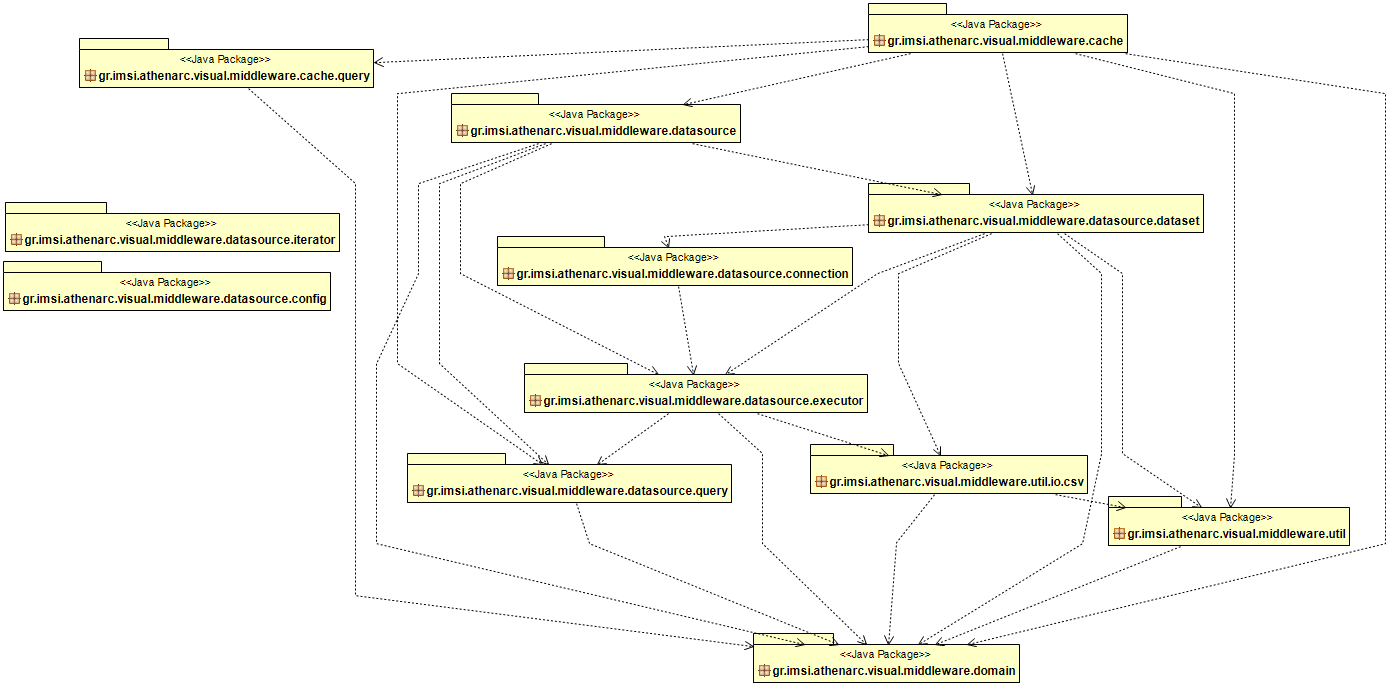 <<Java Package>>
gr.imsi.athenarc.visual.middleware.cache
<<Java Package>>
gr.imsi.athenarc.visual.middleware.cache.query
<<Java Package>>
gr.imsi.athenarc.visual.middleware.datasource
<<Java Package>>
gr.imsi.athenarc.visual.middleware.datasource.dataset
<<Java Package>>
gr.imsi.athenarc.visual.middleware.datasource.iterator
<<Java Package>>
gr.imsi.athenarc.visual.middleware.datasource.connection
<<Java Package>>
gr.imsi.athenarc.visual.middleware.datasource.config
<<Java Package>>
gr.imsi.athenarc.visual.middleware.datasource.executor
<<Java Package>>
gr.imsi.athenarc.visual.middleware.util.io.csv
<<Java Package>>
gr.imsi.athenarc.visual.middleware.datasource.query
<<Java Package>>
gr.imsi.athenarc.visual.middleware.util
<<Java Package>>
gr.imsi.athenarc.visual.middleware.domain